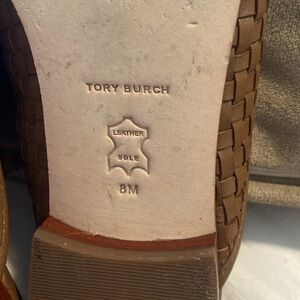 TORY BURCH
LEATHER
SOLE
8M